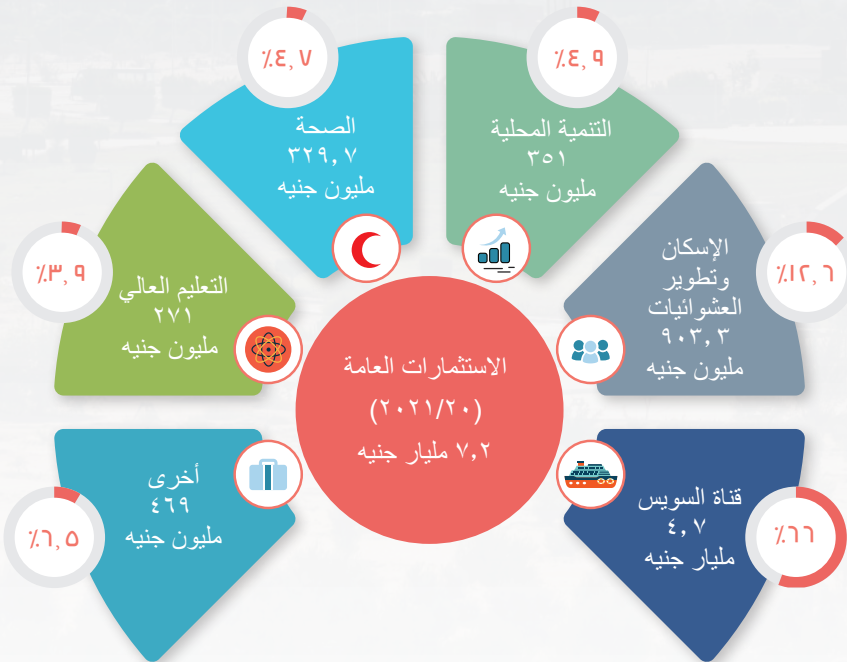 الاستثمارات العامة
(٢٠٢١/٢٠)
٧,٢ مليار جنيه
٪٦٦
قناة السويس
٤,٧
مليار جنيه
٪١٢,٦
الإسكان
وتطوير
العشوائيات
٩٠٣,٣
مليون جنيه
٪٤,٩
التنمية المحلية
٣٥١
مليون جنيه
٪٤,٧
الصحة
٣٢٩,٧
مليون جنيه
٪٣,٩
التعليم العالي
٢٧١
مليون جنيه
٪٦,٥
أخرى
٤٦٩
مليون جنيه